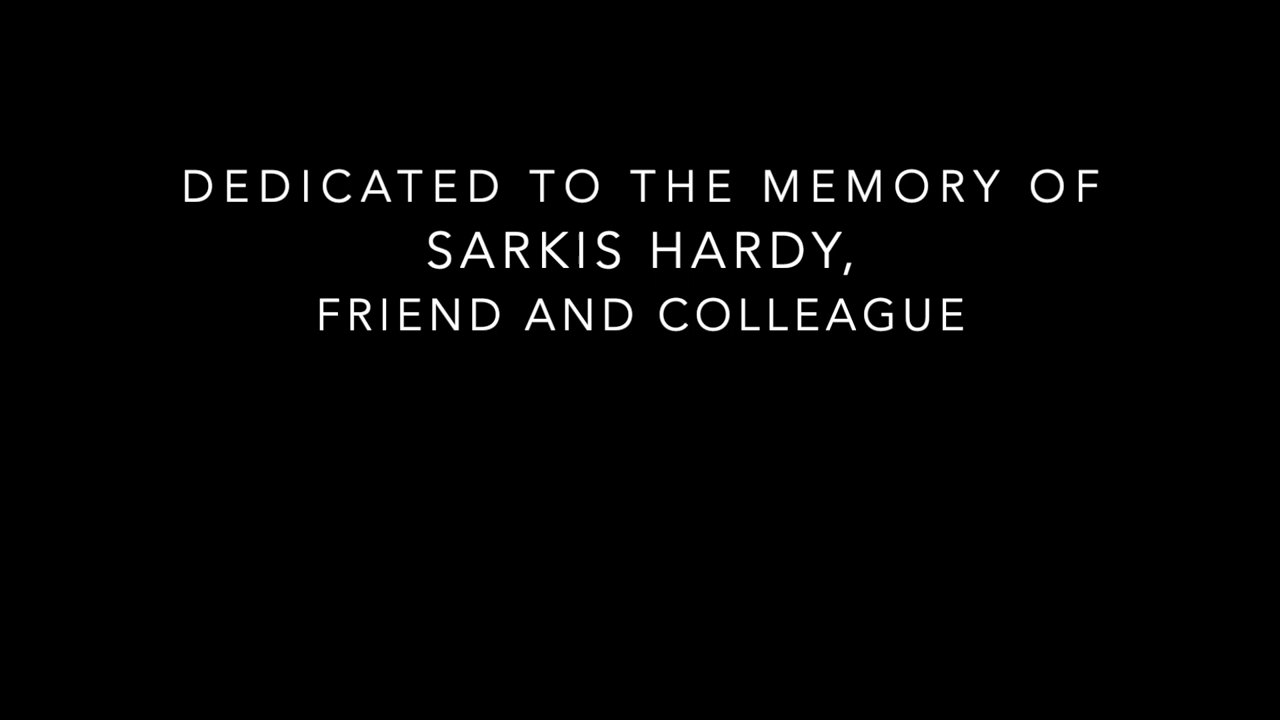 DEDICATED TO THE MEMORY OF
SARKIS HARDY,
FRIEND AND COLLEAGUE